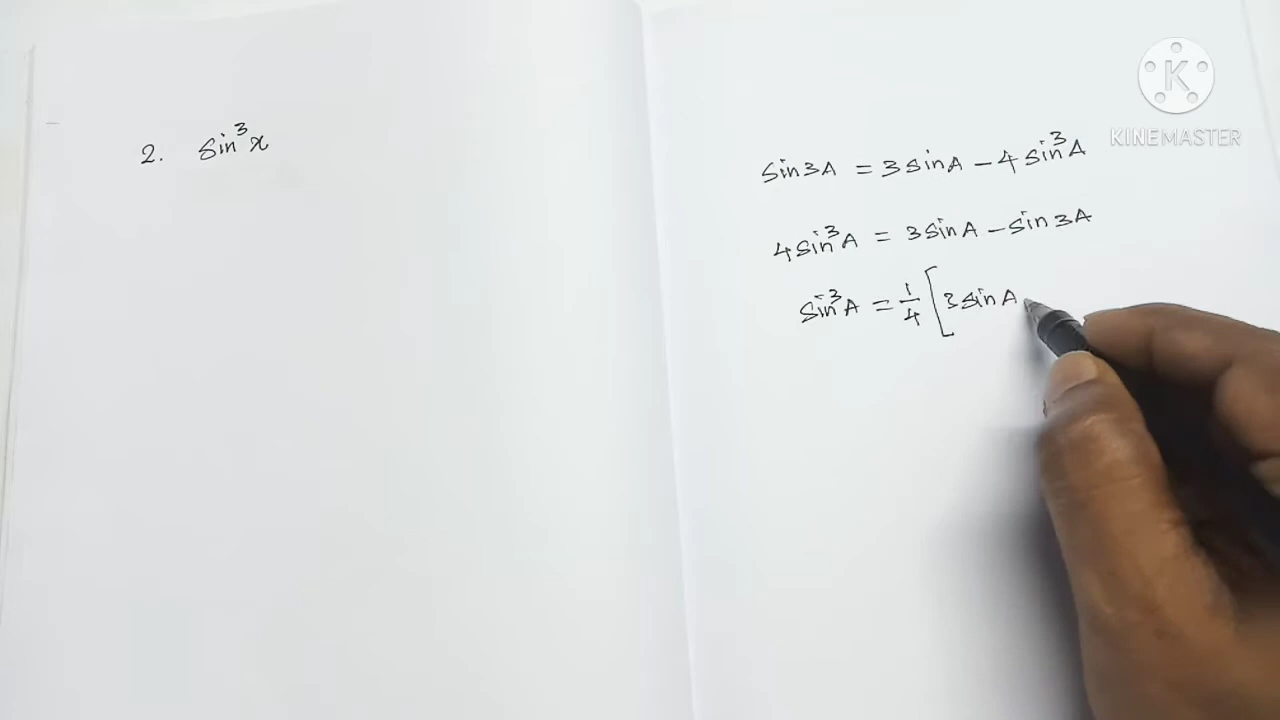 2. sin³x
sin3A = 3sinA - 4sin³A
4sin³A = 3sinA - sin3A
sin³A = 1/4 [3sinA
K
KINEMASTER